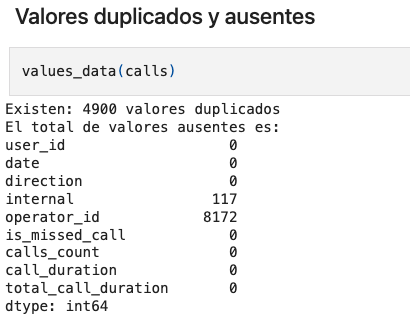 Valores duplicados y ausentes
values_data(calls)
Existen: 4900 valores duplicados
El total de valores ausentes es:
user_id 0
date 0
direction 0
internal 117
operator_id 8172
is_missed_call 0
calls_count 0
call_duration 0
total_call_duration 0
dtype: int64